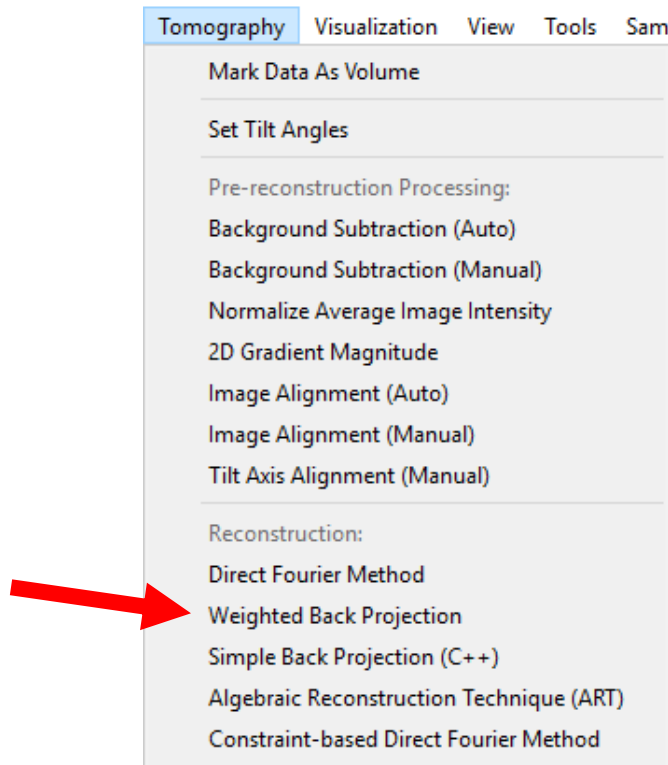 Tomography Visualization View Tools Sam
Mark Data As Volume
Set Tilt Angles
Pre-reconstruction Processing:
Background Subtraction (Auto)
Background Subtraction (Manual)
Normalize Average Image Intensity
2D Gradient Magnitude
Image Alignment (Auto)
Image Alignment (Manual)
Tilt Axis Alignment (Manual)
Reconstruction:
Direct Fourier Method
Weighted Back Projection
Simple Back Projection (C++)
Algebraic Reconstruction Technique (ART)
Constraint-based Direct Fourier Method